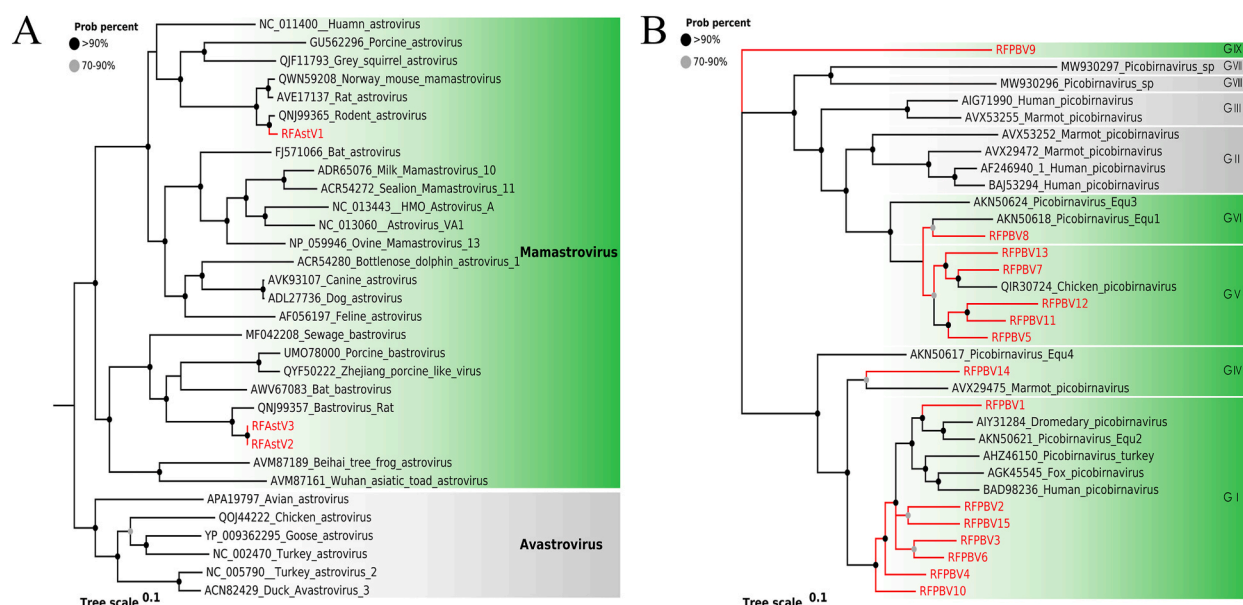 A
Prob percent
>90%
70-90%
NC_011400__Huamn_astrovirus
GU562296_Porcine_astrovirus
QJF11793_Grey_squirrel_astrovirus
QWN59208_Norway_mouse_mamastrovirus
AVE17137_Rat_astrovirus
QNJ99365_Rodent_astrovirus
RFAstV1
FJ571066_Bat_astrovirus
ADR65076_Milk_Mamastrovirus_10
ACR54272_Sealion_Mamastrovirus_11
NC_013443__HMO_Astrovirus_A
NC_013060__Astrovirus_VA1
NP_059946_Ovine_Mamastrovirus_13
ACR54280_Bottlenose_dolphin_astrovirus_1
AVK93107_Canine_astrovirus
ADL27736_Dog_astrovirus
AF056197_Feline_astrovirus
MF042208_Sewage_bastrovirus
UMO78000_Porcine_bastrovirus
QYF50222_Zhejiang_porcine_like_virus
AWV67083_Bat_bastrovirus
QNJ99357_Bastrovirus_Rat
RFAstV3
RFAstV2
AVM87189_Beihai_tree_frog_astrovirus
AVM87161_Wuhan_asiatic_toad_astrovirus
Mamastrovirus
APA19797_Avian_astrovirus
QOJ44222_Chicken_astrovirus
YP_009362295_Goose_astrovirus
NC_002470_Turkey_astrovirus
NC_005790__Turkey_astrovirus_2
ACN82429_Duck_Avastrovirus_3
Avastrovirus
Tree scale 0.1
B
Prob percent
>90%
70-90%
RFPBV9
GIX
MW930297_Picobirnavirus_sp
GVII
MW930296_Picobirnavirus_sp
GVIII
AIG71990_Human_picobirnavirus
AVX53255_Marmot_picobirnavirus
GIII
AVX53252_Marmot_picobirnavirus
AVX29472_Marmot_picobirnavirus
AF246940_1_Human_picobirnavirus
BAJ53294_Human_picobirnavirus
GII
AKN50624_Picobirnavirus_Equ3
AKN50618_Picobirnavirus_Equ1
RFPBV8
GVI
RFPBV13
RFPBV7
QIR30724_Chicken_picobirnavirus
RFPBV12
RFPBV11
RFPBV5
GV
AKN50617_Picobirnavirus_Equ4
RFPBV14
AVX29475_Marmot_picobirnavirus
GIV
RFPBV1
AIY31284_Dromedary_picobirnavirus
AKN50621_Picobirnavirus_Equ2
AHZ46150_Picobirnavirus_turkey
AGK45545_Fox_picobirnavirus
BAD98236_Human_picobirnavirus
RFPBV2
RFPBV15
RFPBV3
RFPBV6
RFPBV4
RFPBV10
GI
Tree scale 0.1